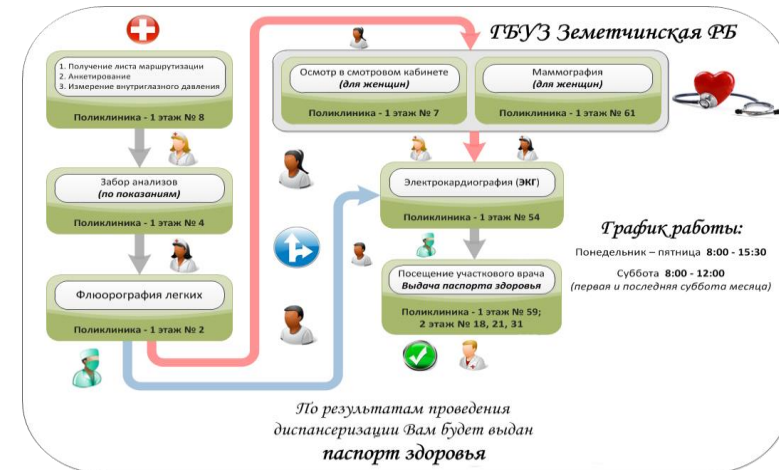 ГБУЗ Земетчинская РБ
1. Получение листа маршрутизации
2. Анкетирование
3. Измерение внутриглазного давления
Поликлиника - 1 этаж № 8
Забор анализов
(по показаниям)
Поликлиника - 1 этаж № 4
Флюорография легких
Поликлиника - 1 этаж № 2
Осмотр в смотровом кабинете
(для женщин)
Поликлиника - 1 этаж № 7
Маммография
(для женщин)
Поликлиника - 1 этаж № 61
Электрокардиография (ЭКГ)
Поликлиника - 1 этаж № 54
Посещение участкового врача
Выдача паспорта здоровья
Поликлиника - 1 этаж № 59;
2 этаж № 18, 21, 31
График работы:
Понедельник – пятница 8:00 - 15:30
Суббота 8:00 - 12:00
(первая и последняя суббота месяца)
По результатам проведения
диспансеризации Вам будет выдан
паспорт здоровья